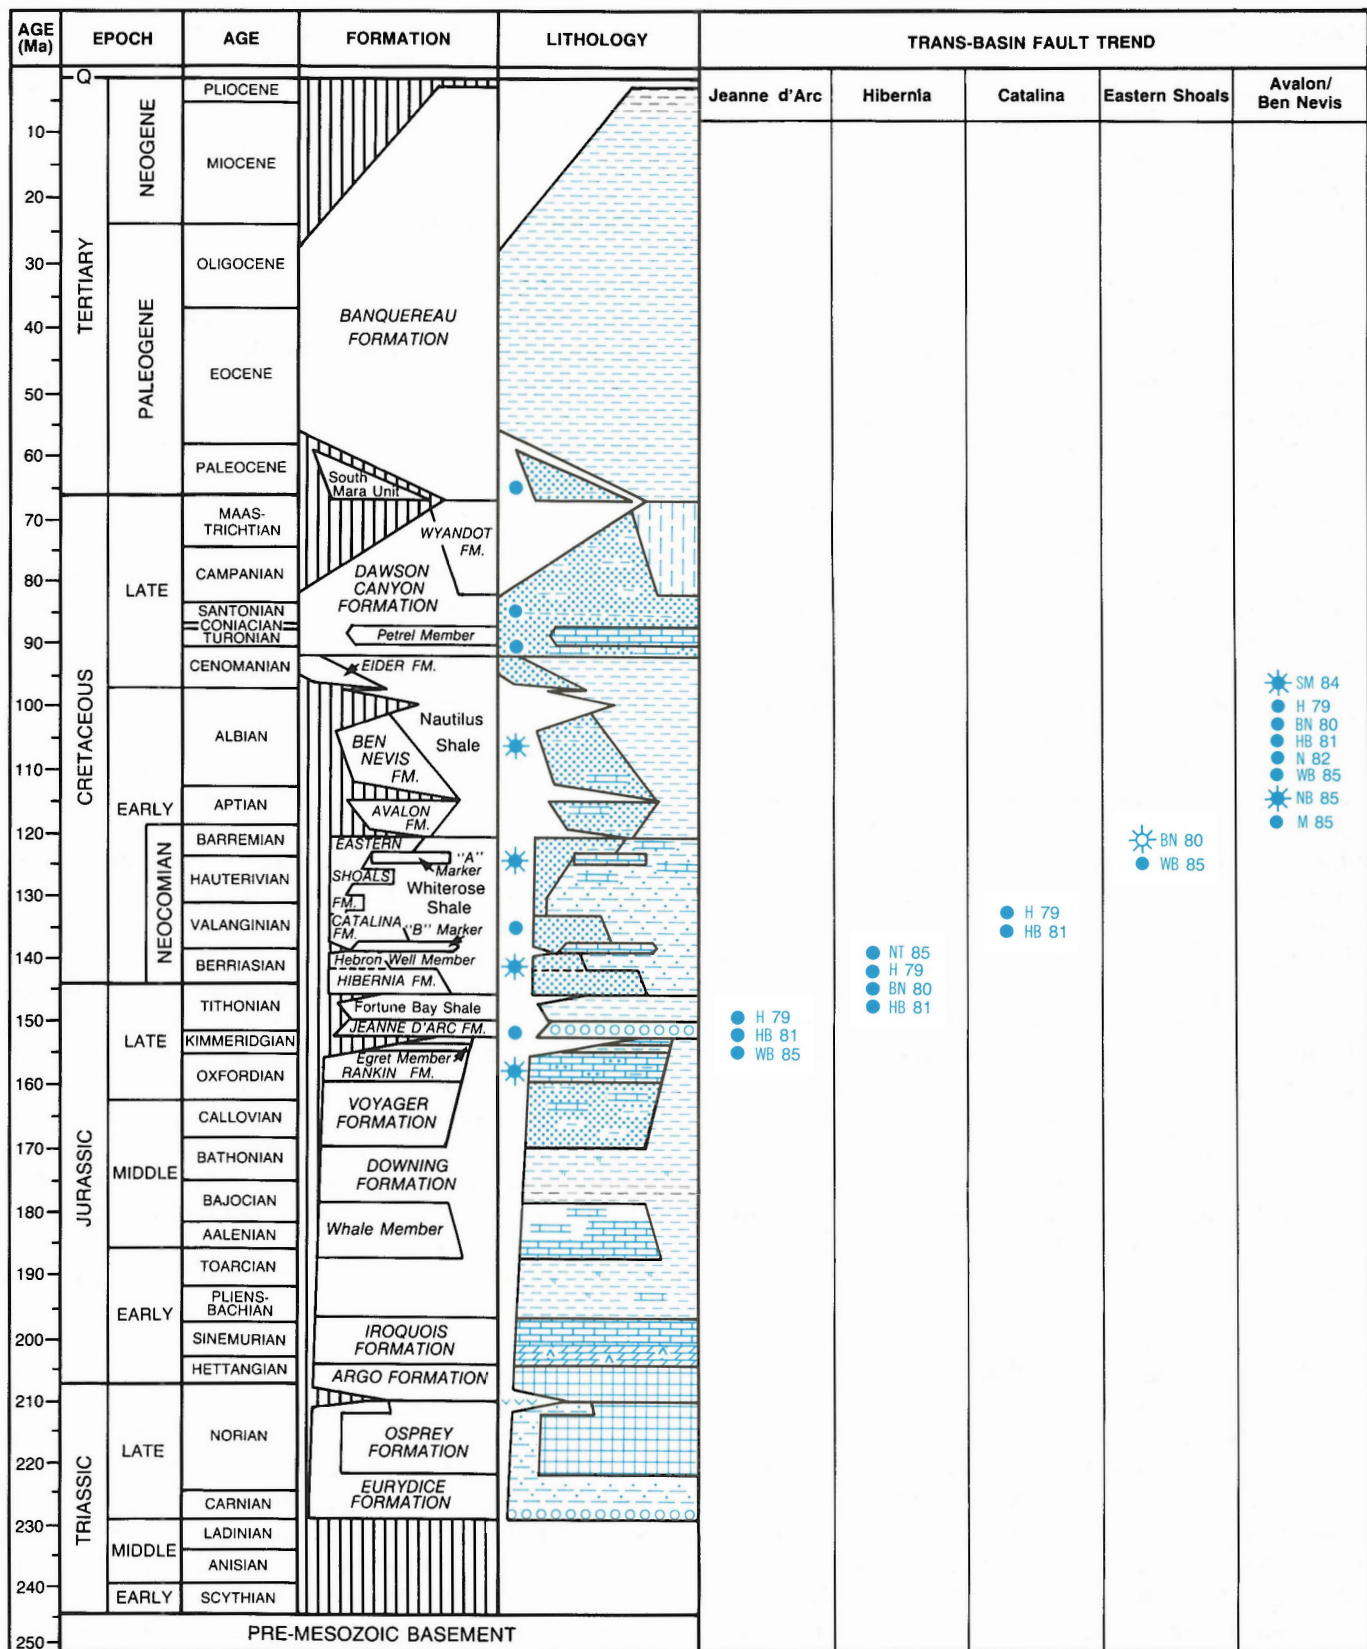 AGE
(Ma)
EPOCH
AGE
FORMATION
LITHOLOGY
TRANS-BASIN FAULT TREND
Jeanne d'Arc
Hibernia
Catalina
Eastern Shoals
Avalon/
Ben Nevis
10
20
30
40
50
60
70
80
90
100
110
120
130
140
150
160
170
180
190
200
210
220
230
240
250
Q
TERTIARY
CRETACEOUS
JURASSIC
TRIASSIC
NEOGENE
PALEOGENE
LATE
EARLY
NEOCOMIAN
LATE
MIDDLE
EARLY
LATE
MIDDLE
EARLY
PLIOCENE
MIOCENE
OLIGOCENE
EOCENE
PALEOCENE
MAAS-
TRICHTIAN
CAMPANIAN
SANTONIAN
CONIACIAN
TURONIAN
CENOMANIAN
ALBIAN
APTIAN
BARREMIAN
HAUTERIVIAN
VALANGINIAN
BERRIASIAN
TITHONIAN
KIMMERIDGIAN
OXFORDIAN
CALLOVIAN
BATHONIAN
BAJOCIAN
AALENIAN
TOARCIAN
PLIENS-
BACHIAN
SINEMURIAN
HETTANGIAN
NORIAN
CARNIAN
LADINIAN
ANISIAN
SCYTHIAN
BANQUEREAU
FORMATION
South
Mara Unit
WYANDOT
FM.
DAWSON
CANYON
FORMATION
Petrel Member
EIDER FM.
Nautilus
Shale
BEN
NEVIS
FM.
AVALON
FM.
EASTERN
"A"
Marker
SHOALS
Whiterose
Shale
FM.
CATALINA
FM.
"B" Marker
Hebron Well Member
HIBERNIA FM.
Fortune Bay Shale
JEANNE D'ARC FM.
Egret Member
RANKIN FM.
VOYAGER
FORMATION
DOWNING
FORMATION
Whale Member
IROQUOIS
FORMATION
ARGO FORMATION
OSPREY
FORMATION
EURYDICE
FORMATION
PRE-MESOZOIC BASEMENT
H 79
HB 81
WB 85
NT 85
H 79
BN 80
HB 81
H 79
HB 81
BN 80
WB 85
SM 84
H 79
BN 80
HB 81
N 82
WB 85
NB 85
M 85